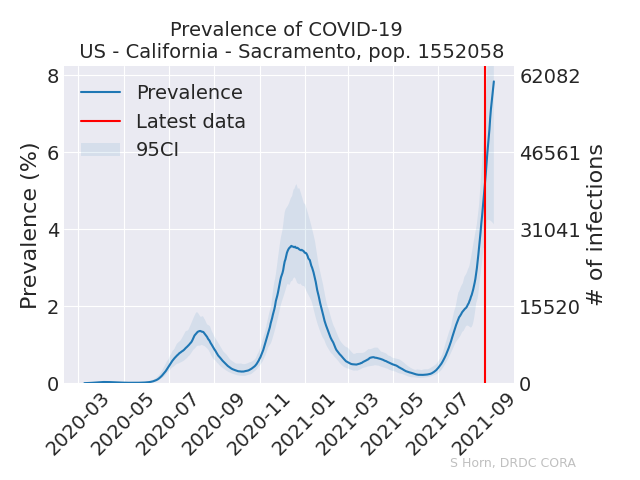 Prevalence of COVID-19
US - California - Sacramento, pop. 1552058
Prevalence
Latest data
95CI
Prevalence (%)
8
6
4
2
0
62082
46561
31041
15520
0
# of infections
2020-03
2020-05
2020-07
2020-09
2020-11
2021-01
2021-03
2021-05
2021-07
2021-09
S Horn, DRDC CORA